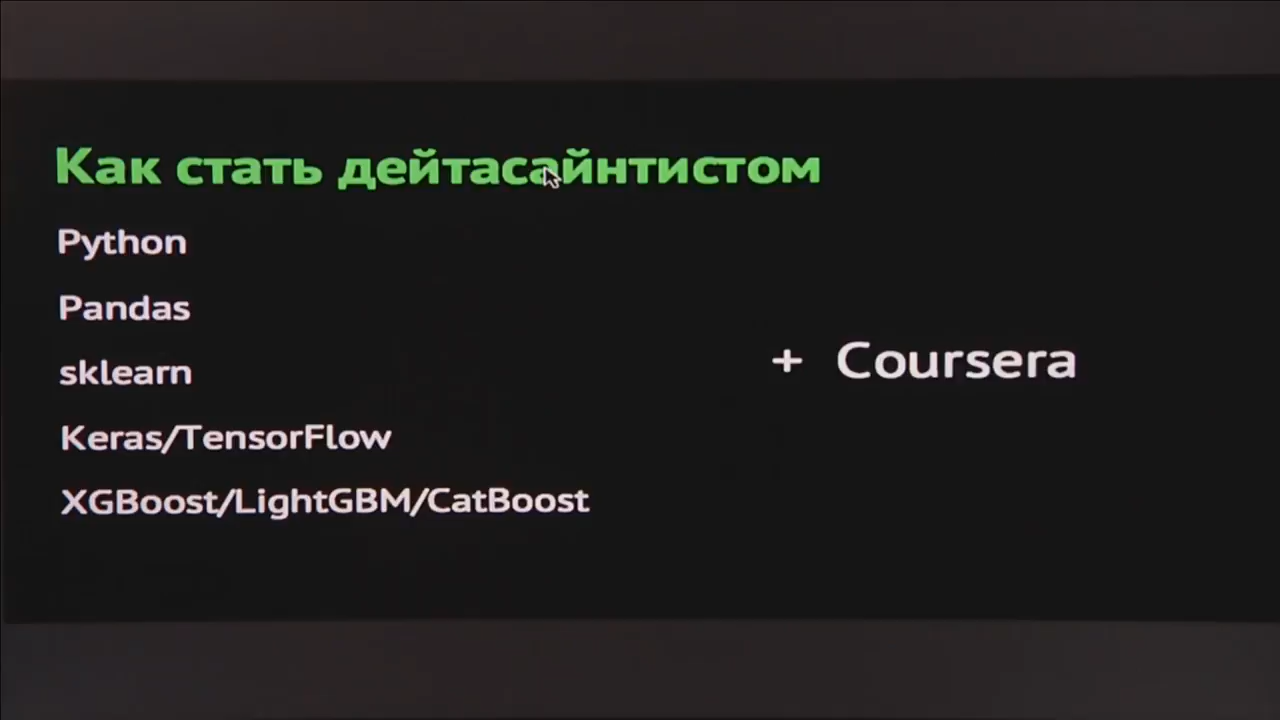 Как стать дейтасайнтистом
Python
Pandas
sklearn
Keras/TensorFlow
XGBoost/LightGBM/CatBoost
+ Coursera